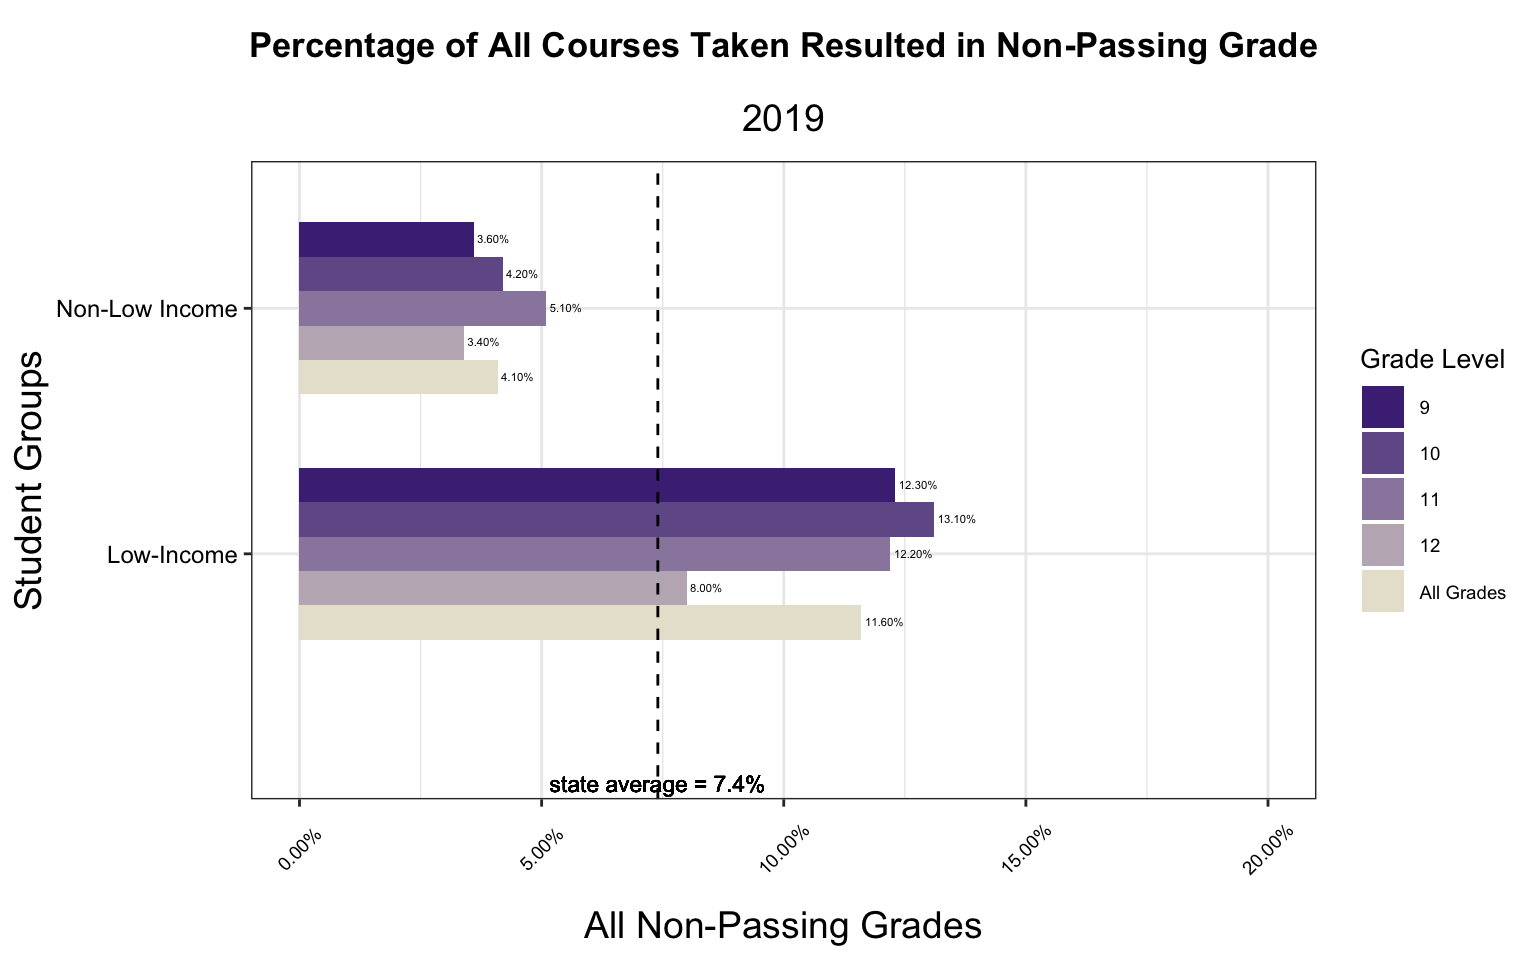 Percentage of All Courses Taken Resulted in Non-Passing Grade
2019
Student Groups
Non-Low Income
3.60%
4.20%
5.10%
3.40%
4.10%
Low-Income
12.30%
13.10%
12.20%
8.00%
11.60%
state average = 7.4%
0.00%
5.00%
10.00%
15.00%
20.00%
All Non-Passing Grades
Grade Level
9
10
11
12
All Grades